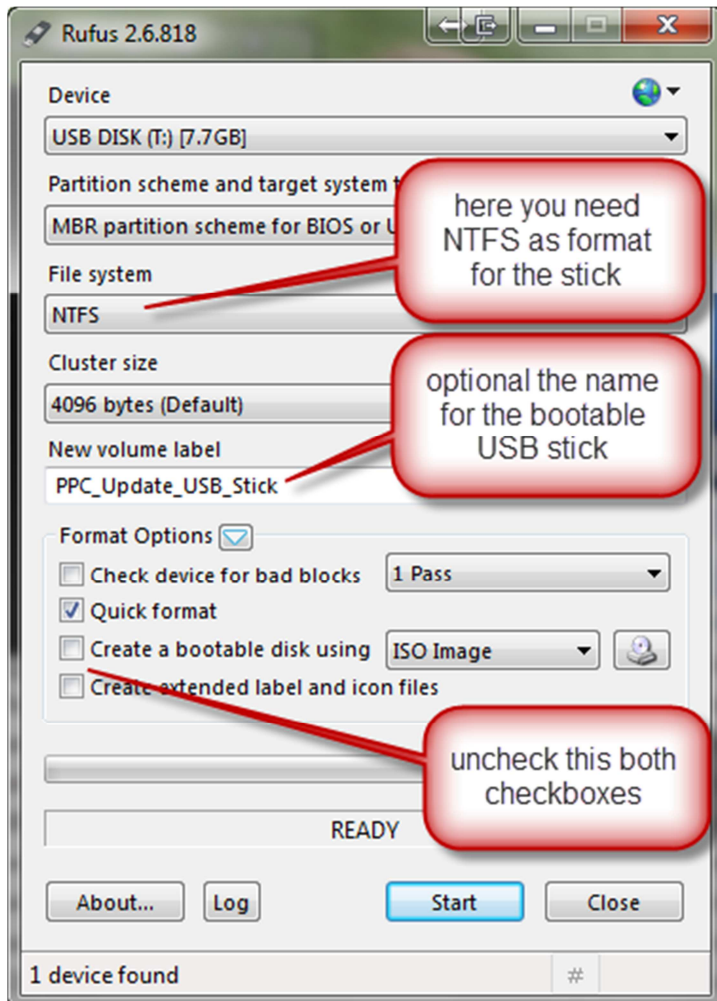 Rufus 2.6.818
Device
USB DISK (T:) [7.7GB]
Partition scheme and target system t
MBR partition scheme for BIOS or U
here you need
NTFS as format
for the stick
File system
NTFS
Cluster size
4096 bytes (Default)
optional the name
for the bootable
USB stick
New volume label
PPC_Update_USB_Stick
Format Options
Check device for bad blocks 1 Pass
Quick format
Create a bootable disk using ISO Image
Create extended label and icon files
uncheck this both
checkboxes
READY
About... Log Start Close
1 device found #